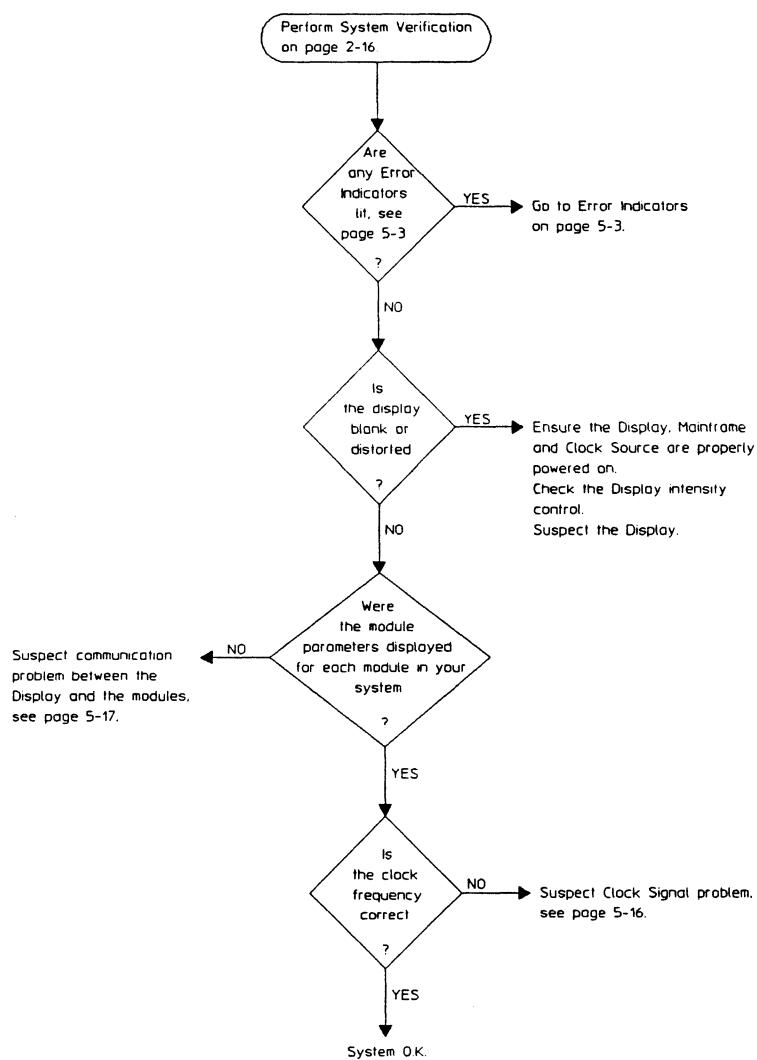 Perform System Verification
on page 2-16.
Are
any Error
Indicators
lit, see
page 5-3
?
YES
Go to Error Indicators
on page 5-3.
NO
Is
the display
blank or
distorted
?
YES
Ensure the Display, Mainframe
and Clock Source are properly
powered on.
Check the Display intensity
control.
Suspect the Display.
NO
Were
the module
parameters displayed
for each module in your
system
?
NO
Suspect communication
problem between the
Display and the modules,
see page 5-17.
YES
Is
the clock
frequency
correct
?
NO
Suspect Clock Signal problem,
see page 5-16.
YES
System O.K.